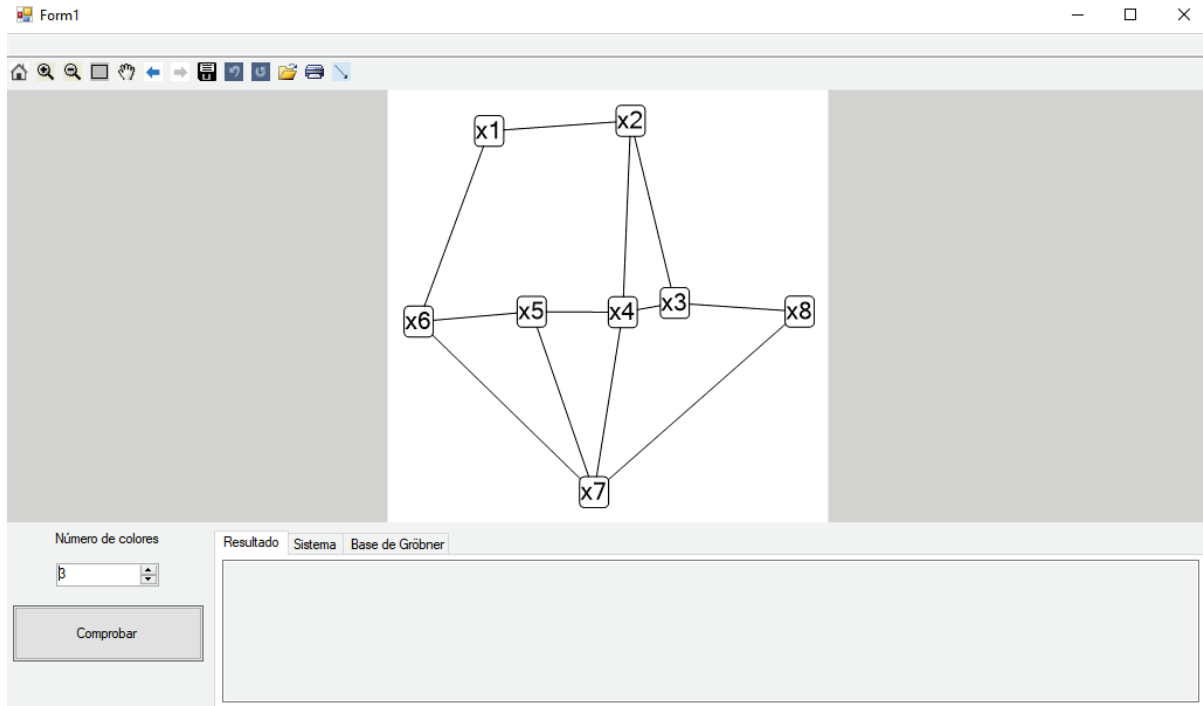 Form1
x1
x2
x6
x5
x4
x3
x8
x7
Número de colores
3
Comprobar
Resultado Sistema Base de Gröbner